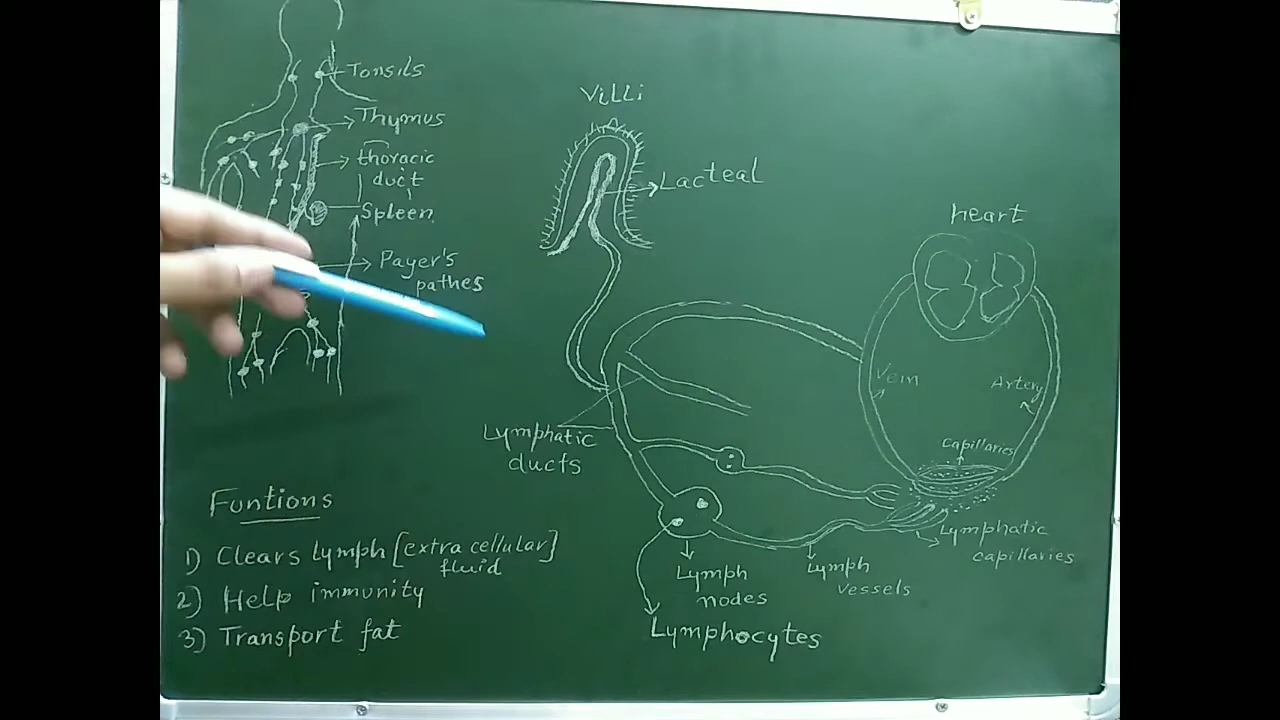 Tonsils
Thymus
thoracic
duct
Spleen
Payer's
pathes
Villi
Lacteal
heart
Vein
Artery
Capillaries
Lymphatic
capillaries
Lymphatic
ducts
Lymph
nodes
Lymph
vessels
Lymphocytes
Funtions
1) Clears lymph [extra cellular]
fluid
2) Help immunity
3) Transport fat